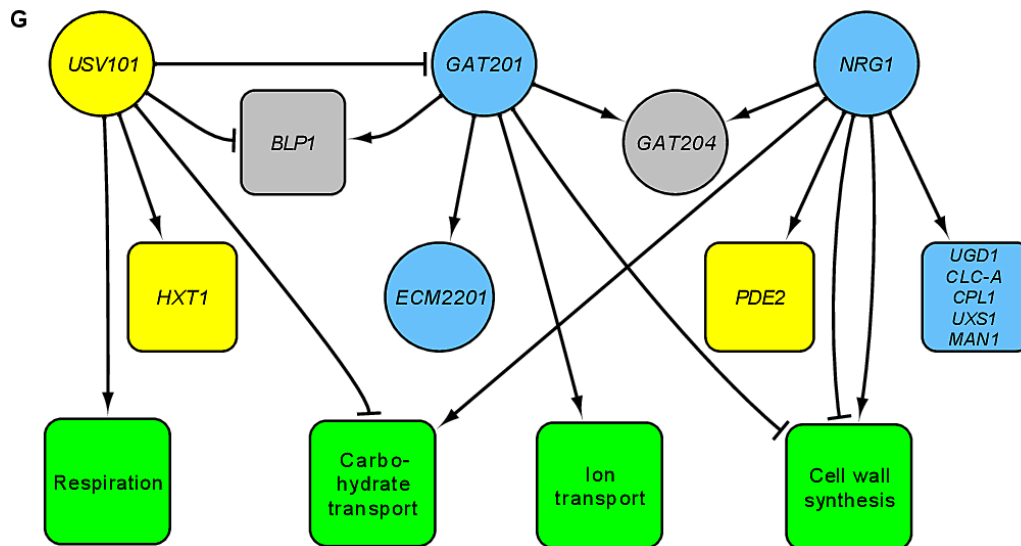 G
USV101
GAT201
NRG1
BLP1
GAT204
HXT1
ECM2201
PDE2
UGD1
CLC-A
CPL1
UXS1
MAN1
Respiration
Carbo-
hydrate
transport
Ion
transport
Cell wall
synthesis